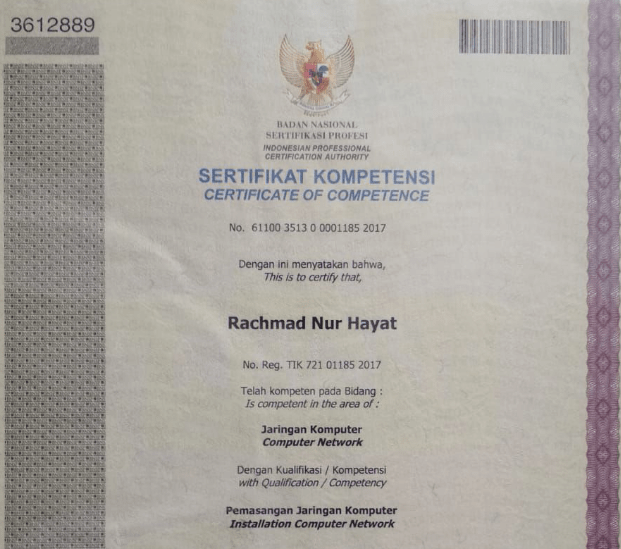 3612889
BADAN NASIONAL
SERTIFIKASI PROFESI
INDONESIAN PROFESSIONAL
CERTIFICATION AUTHORITY
SERTIFIKAT KOMPETENSI
CERTIFICATE OF COMPETENCE
No. 61100 3513 0 0001185 2017
Dengan ini menyatakan bahwa,
This is to certify that,
Rachmad Nur Hayat
No. Reg. TIK 721 01185 2017
Telah kompeten pada Bidang :
Is competent in the area of :
Jaringan Komputer
Computer Network
Dengan Kualifikasi / Kompetensi
with Qualification / Competency
Pemasangan Jaringan Komputer
Installation Computer Network